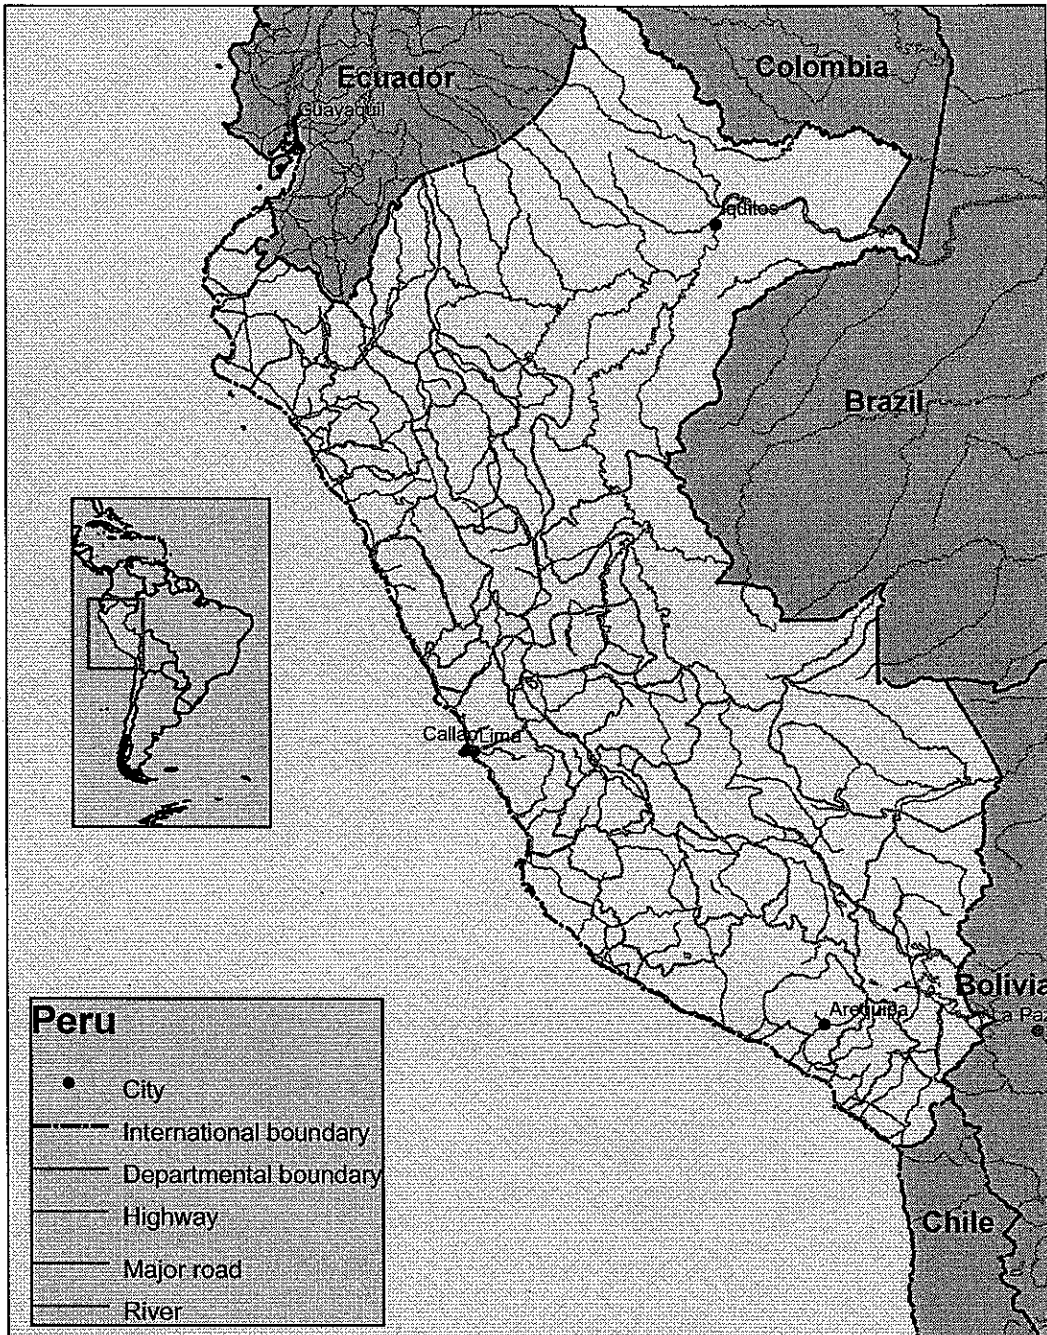 Ecuador
Colombia
Guayaquil
Iquitos
Brazil
Callao Lima
Bolivia
Arequipa
La Paz
Peru
City
International boundary
Departmental boundary
Highway
Major road
River
Chile